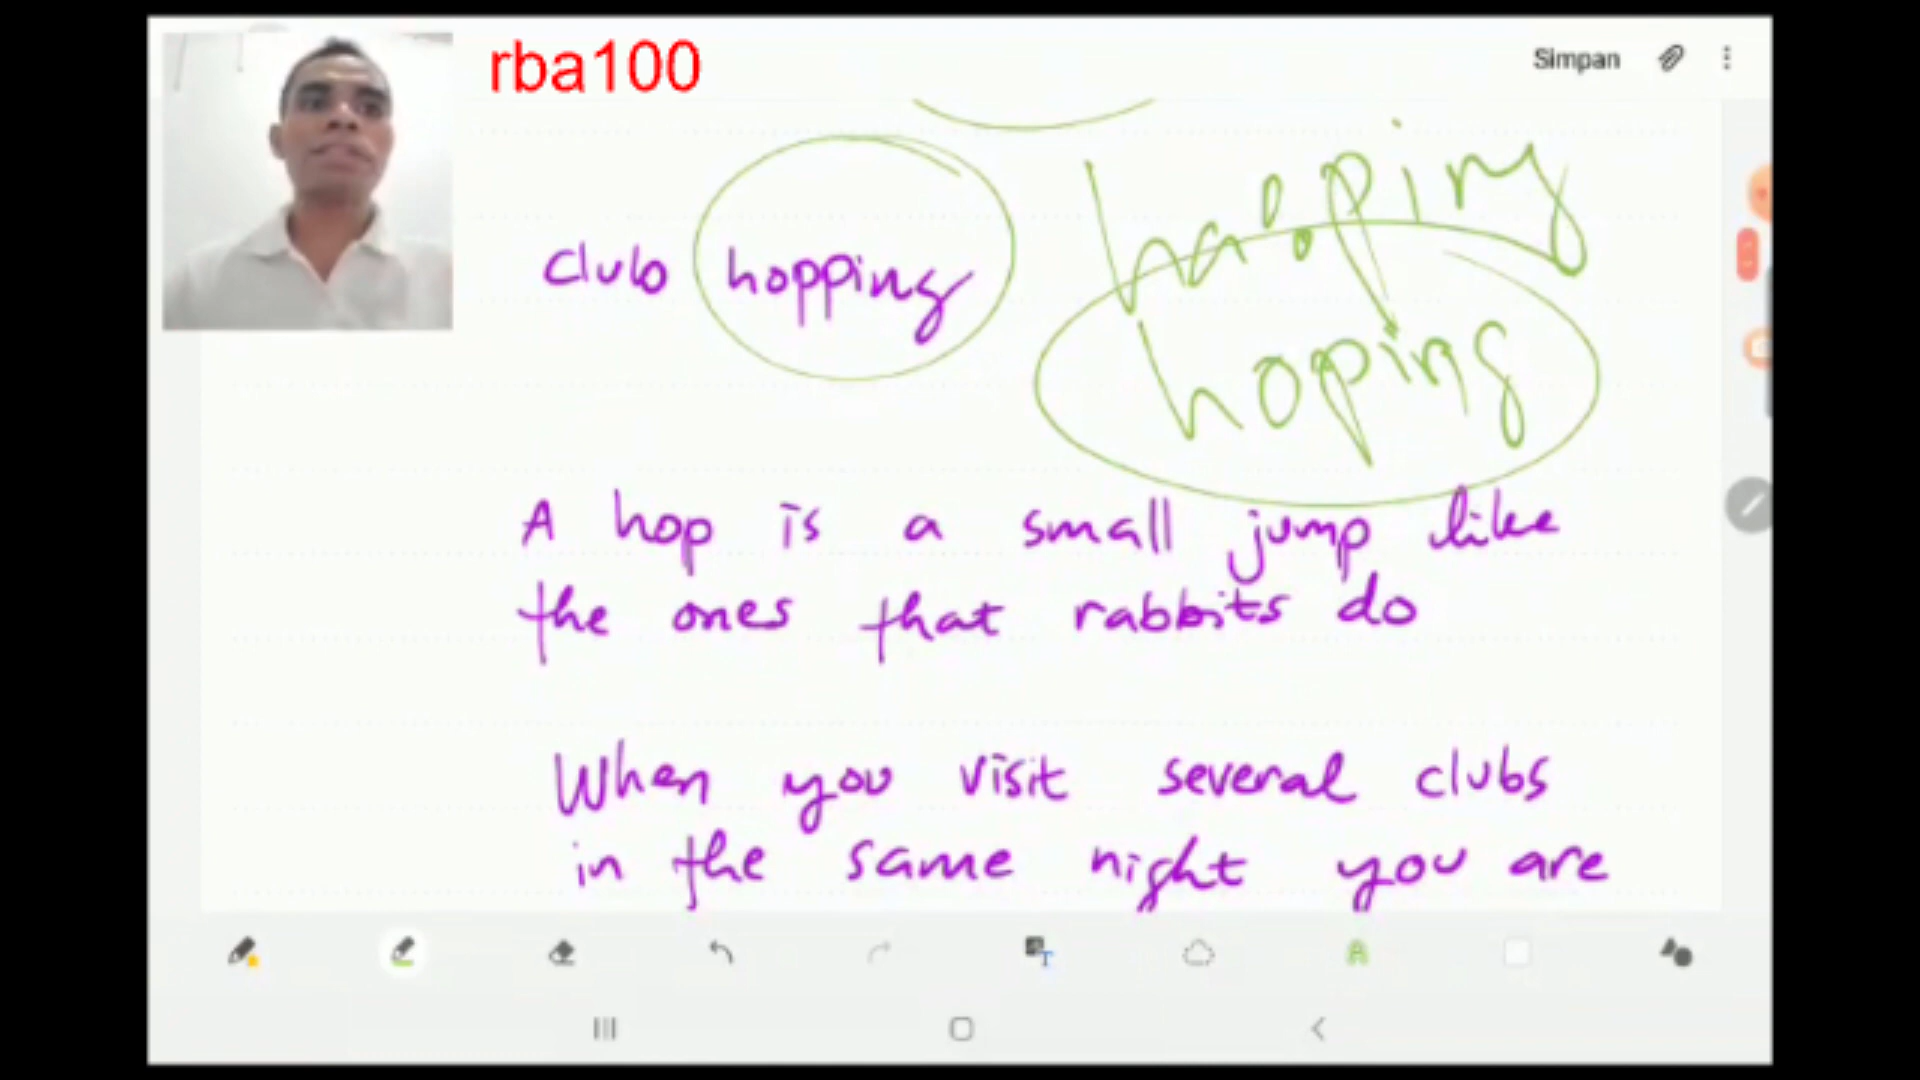 rba100
Simpan
club hopping
hoping
A hop is a small jump like
the ones that rabbits do
When you visit several clubs
in the same night you are